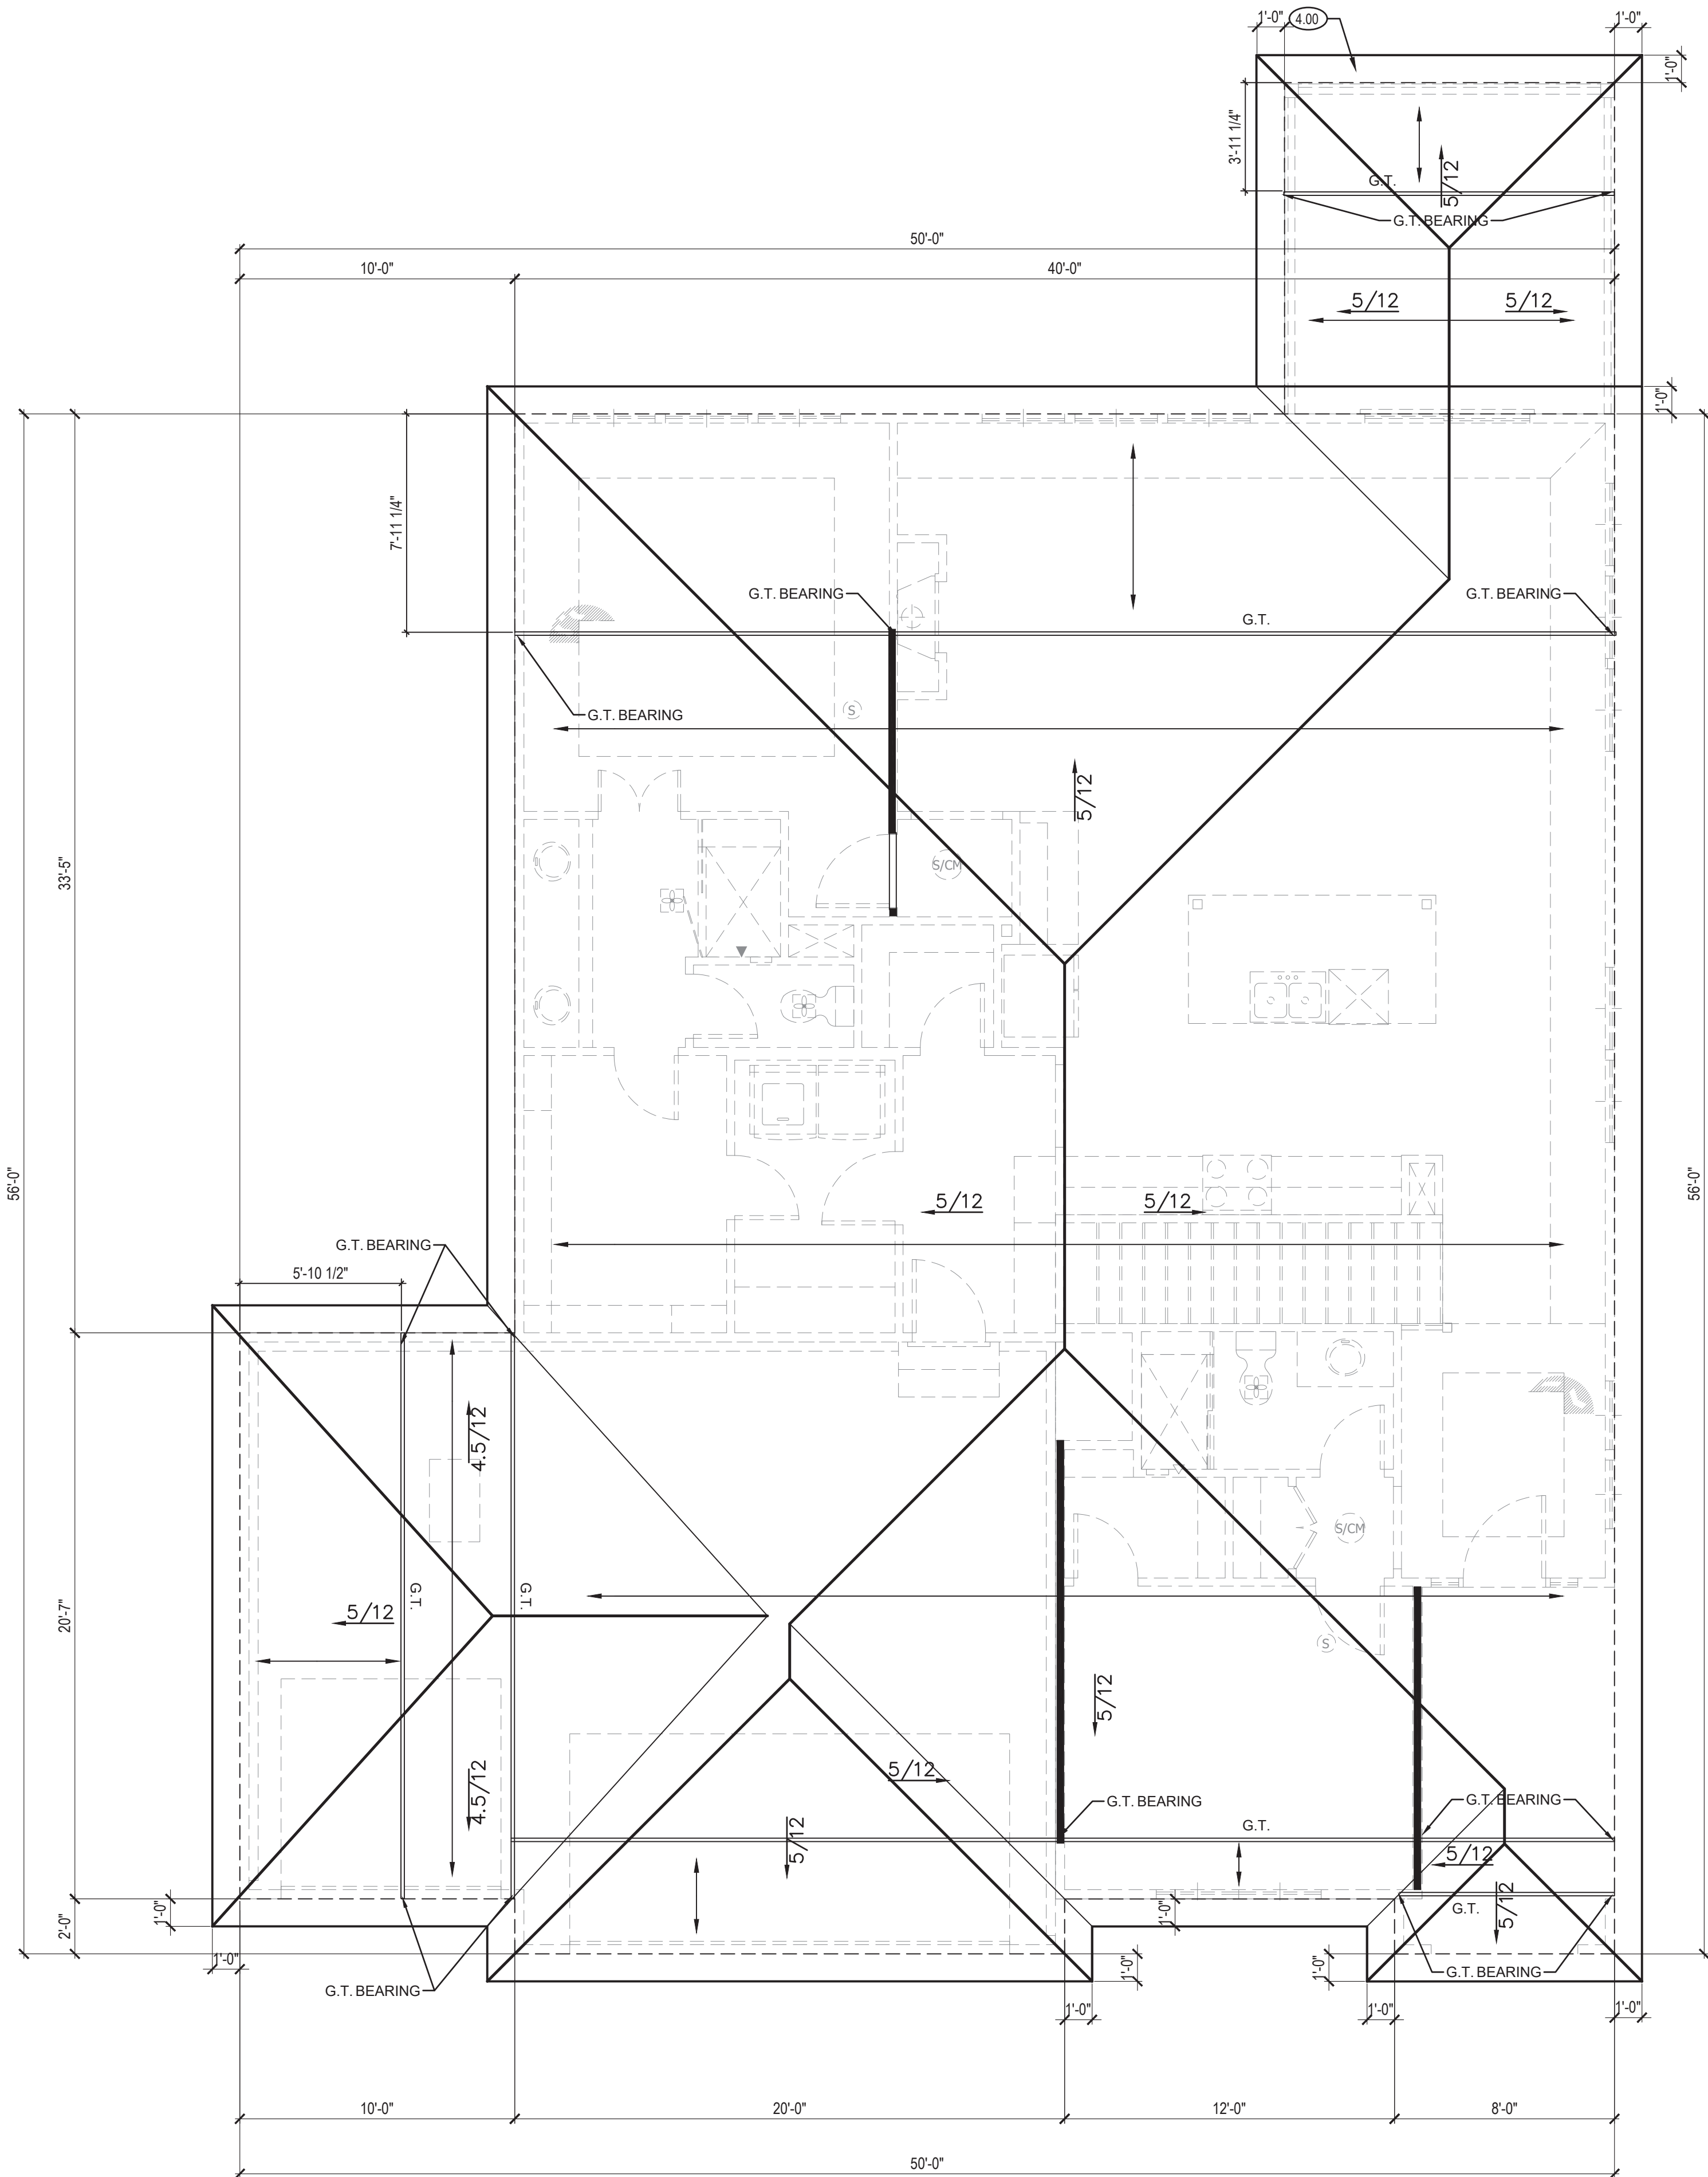 1'-0"
4.00
1'-0"
1'-0"
3'-11 1/4"
G.T.
5/12
G.T. BEARING
50'-0"
10'-0"
40'-0"
5/12
5/12
1'-0"
7'-11 1/4"
G.T. BEARING
G.T. BEARING
G.T.
G.T. BEARING
S
5/12
S/CM
33'-5"
56'-0"
56'-0"
5/12
5/12
G.T. BEARING
5'-10 1/2"
4.5/12
G.T.
G.T.
5/12
S/CM
20'-7"
S
5/12
4.5/12
5/12
5/12
G.T. BEARING
G.T. BEARING
G.T.
5/12
5/12
G.T.
1'-0"
1'-0"
2'-0"
1'-0"
G.T. BEARING
G.T. BEARING
1'-0"
1'-0"
1'-0"
1'-0"
1'-0"
10'-0"
20'-0"
12'-0"
8'-0"
50'-0"